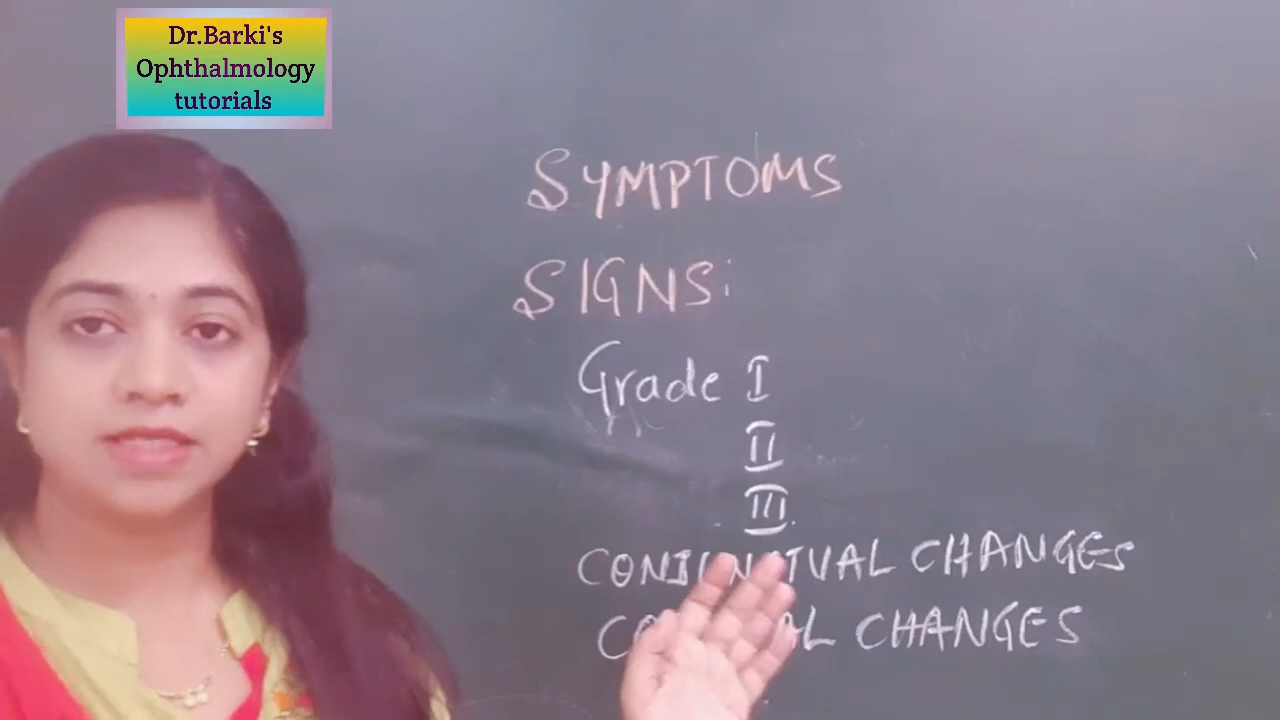 Dr.Barki's
Ophthalmology
tutorials
SYMPTOMS
SIGNS:
Grade I
II
III
CHANGES
CHANGES